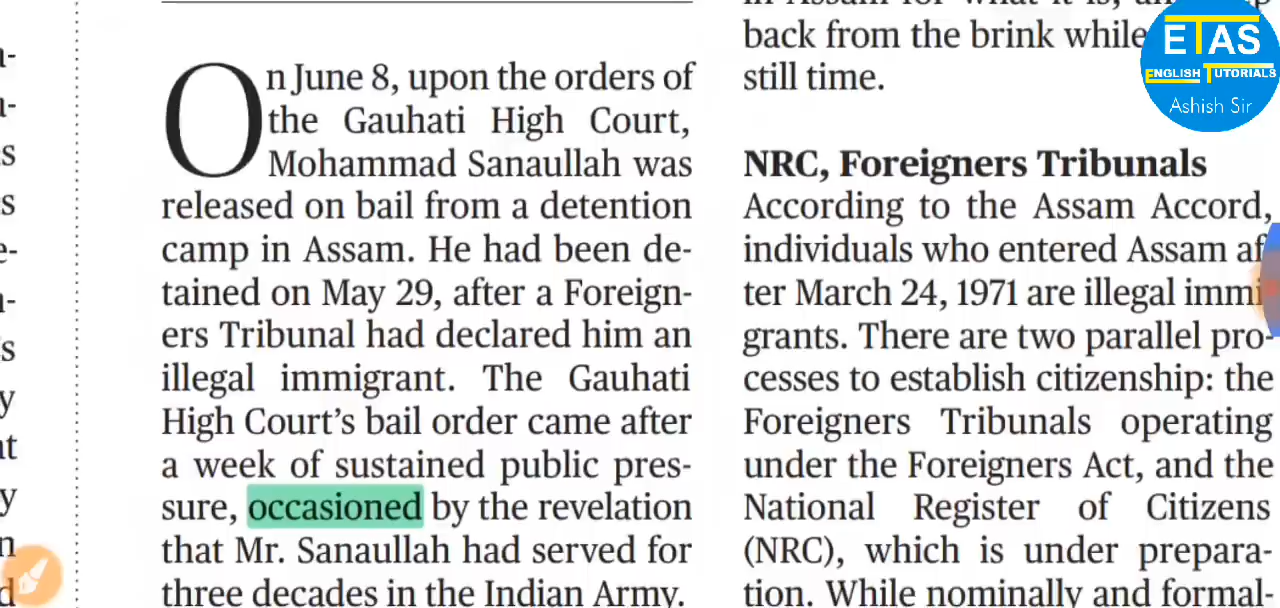 On June 8, upon the orders of
the Gauhati High Court,
Mohammad Sanaullah was
released on bail from a detention
camp in Assam. He had been de-
tained on May 29, after a Foreign-
ers Tribunal had declared him an
illegal immigrant. The Gauhati
High Court's bail order came after
a week of sustained public pres-
sure, occasioned by the revelation
that Mr. Sanaullah had served for
three decades in the Indian Army.
in Assam for what it is,
back from the brink while
still time.
NRC, Foreigners Tribunals
According to the Assam Accord,
individuals who entered Assam af
ter March 24, 1971 are illegal immi
grants. There are two parallel pro-
cesses to establish citizenship: the
Foreigners Tribunals operating
under the Foreigners Act, and the
National Register of Citizens
(NRC), which is under prepara-
tion. While nominally and formal-
ETAS
ENGLISH TUTORIALS
Ashish Sir